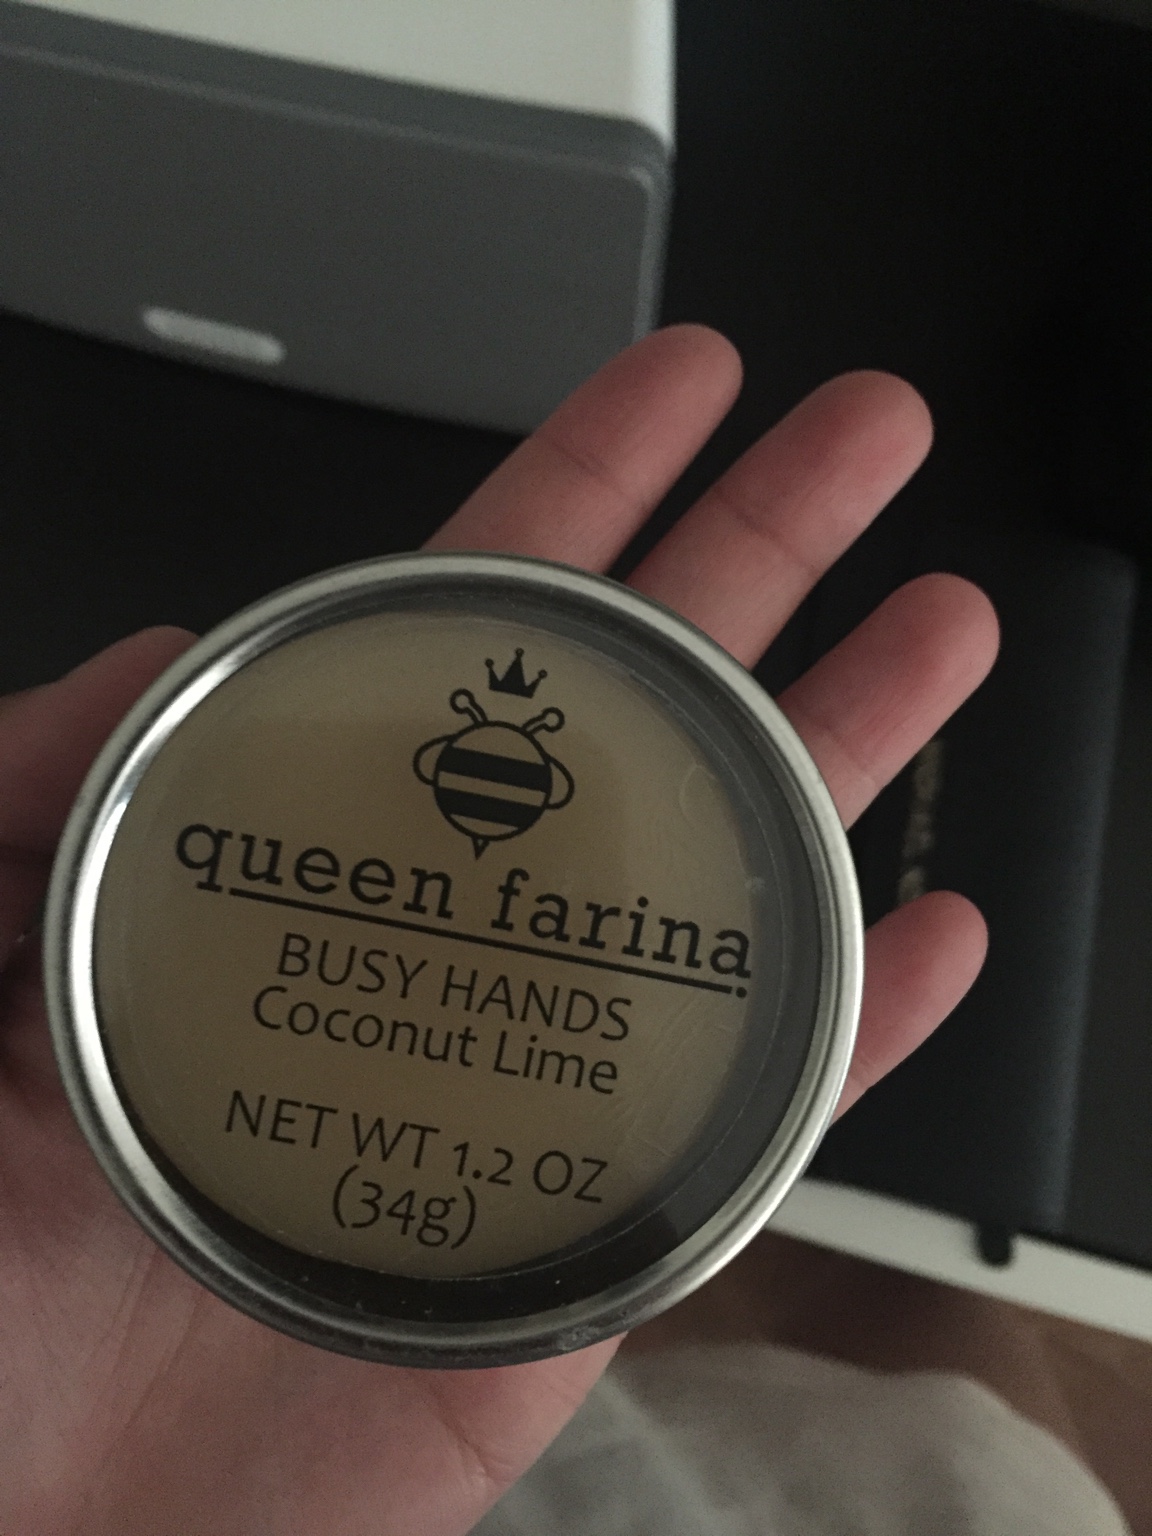 queen farina
BUSY HANDS
Coconut Lime
NET WT 1.2 OZ
(34g)